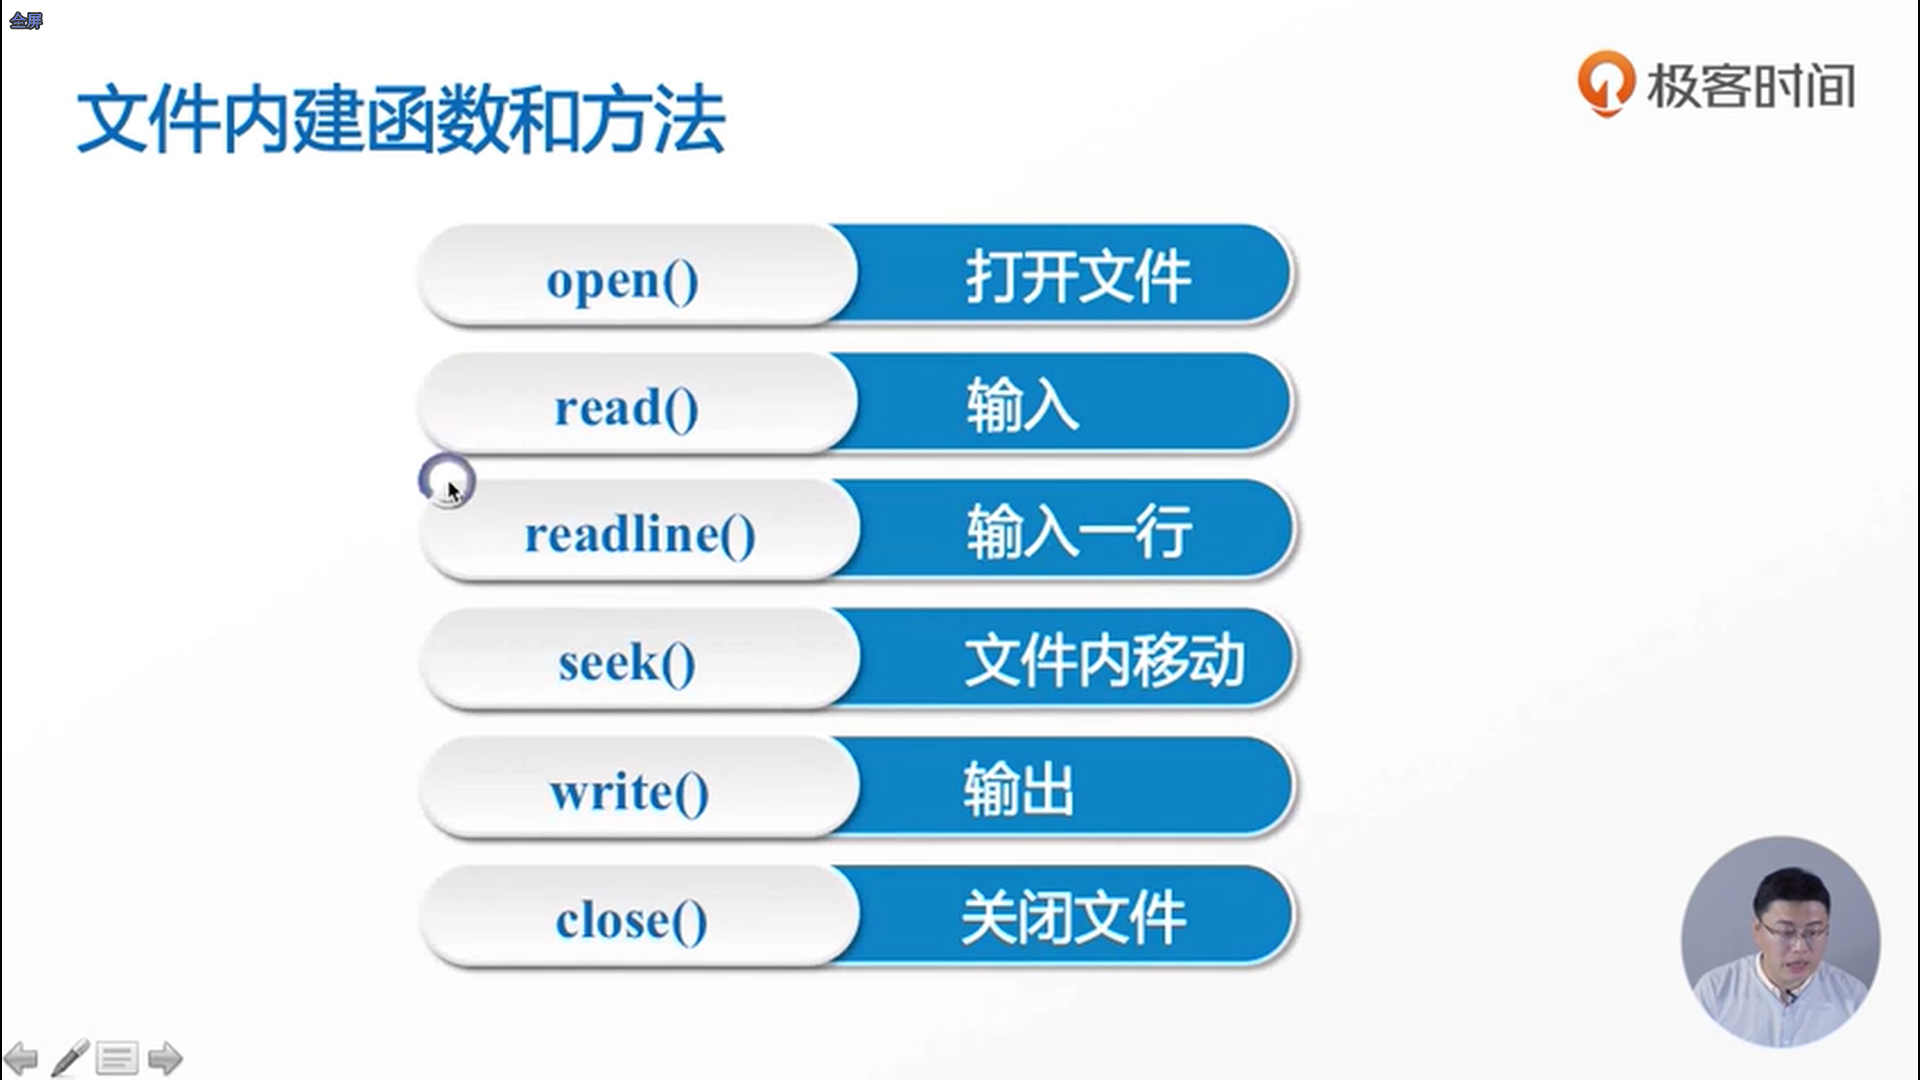 全屏
极客时间
文件内建函数和方法
open() 打开文件
read() 输入
readline() 输入一行
seek() 文件内移动
write() 输出
close() 关闭文件